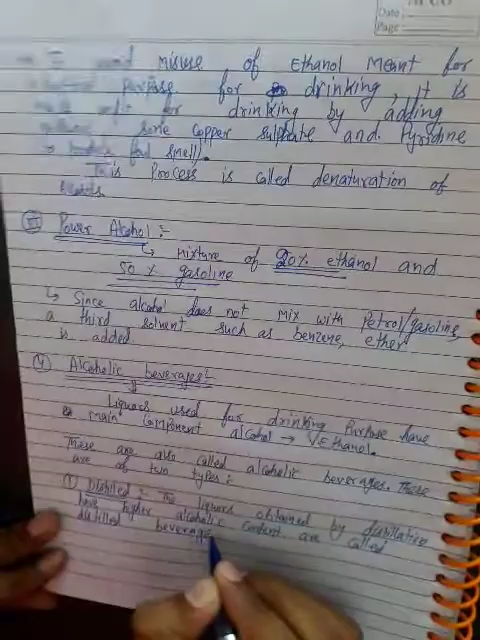 Date :
Page :
misuse of Ethanol Meant for
purpose for drinking, it is
for drinking by adding
some copper sulphate and Pyridine
foul smell).
This Process is called denaturation of
III Power Alcohol :-
↳ mixture of 20% ethanol and
50 % gasoline
↳ Since alcohol does not mix with Petrol/gasoline,
a third solvent such as benzene, ether
is added
Alcoholic beverages:
↓
Liquors used for drinking Purpose have
main component alcohol → Ethanol.
These are also called alcoholic beverages. These
are of two types:
① Distilled :- The liquors obtained by distillation
have higher alcoholic content are called
distilled beverage